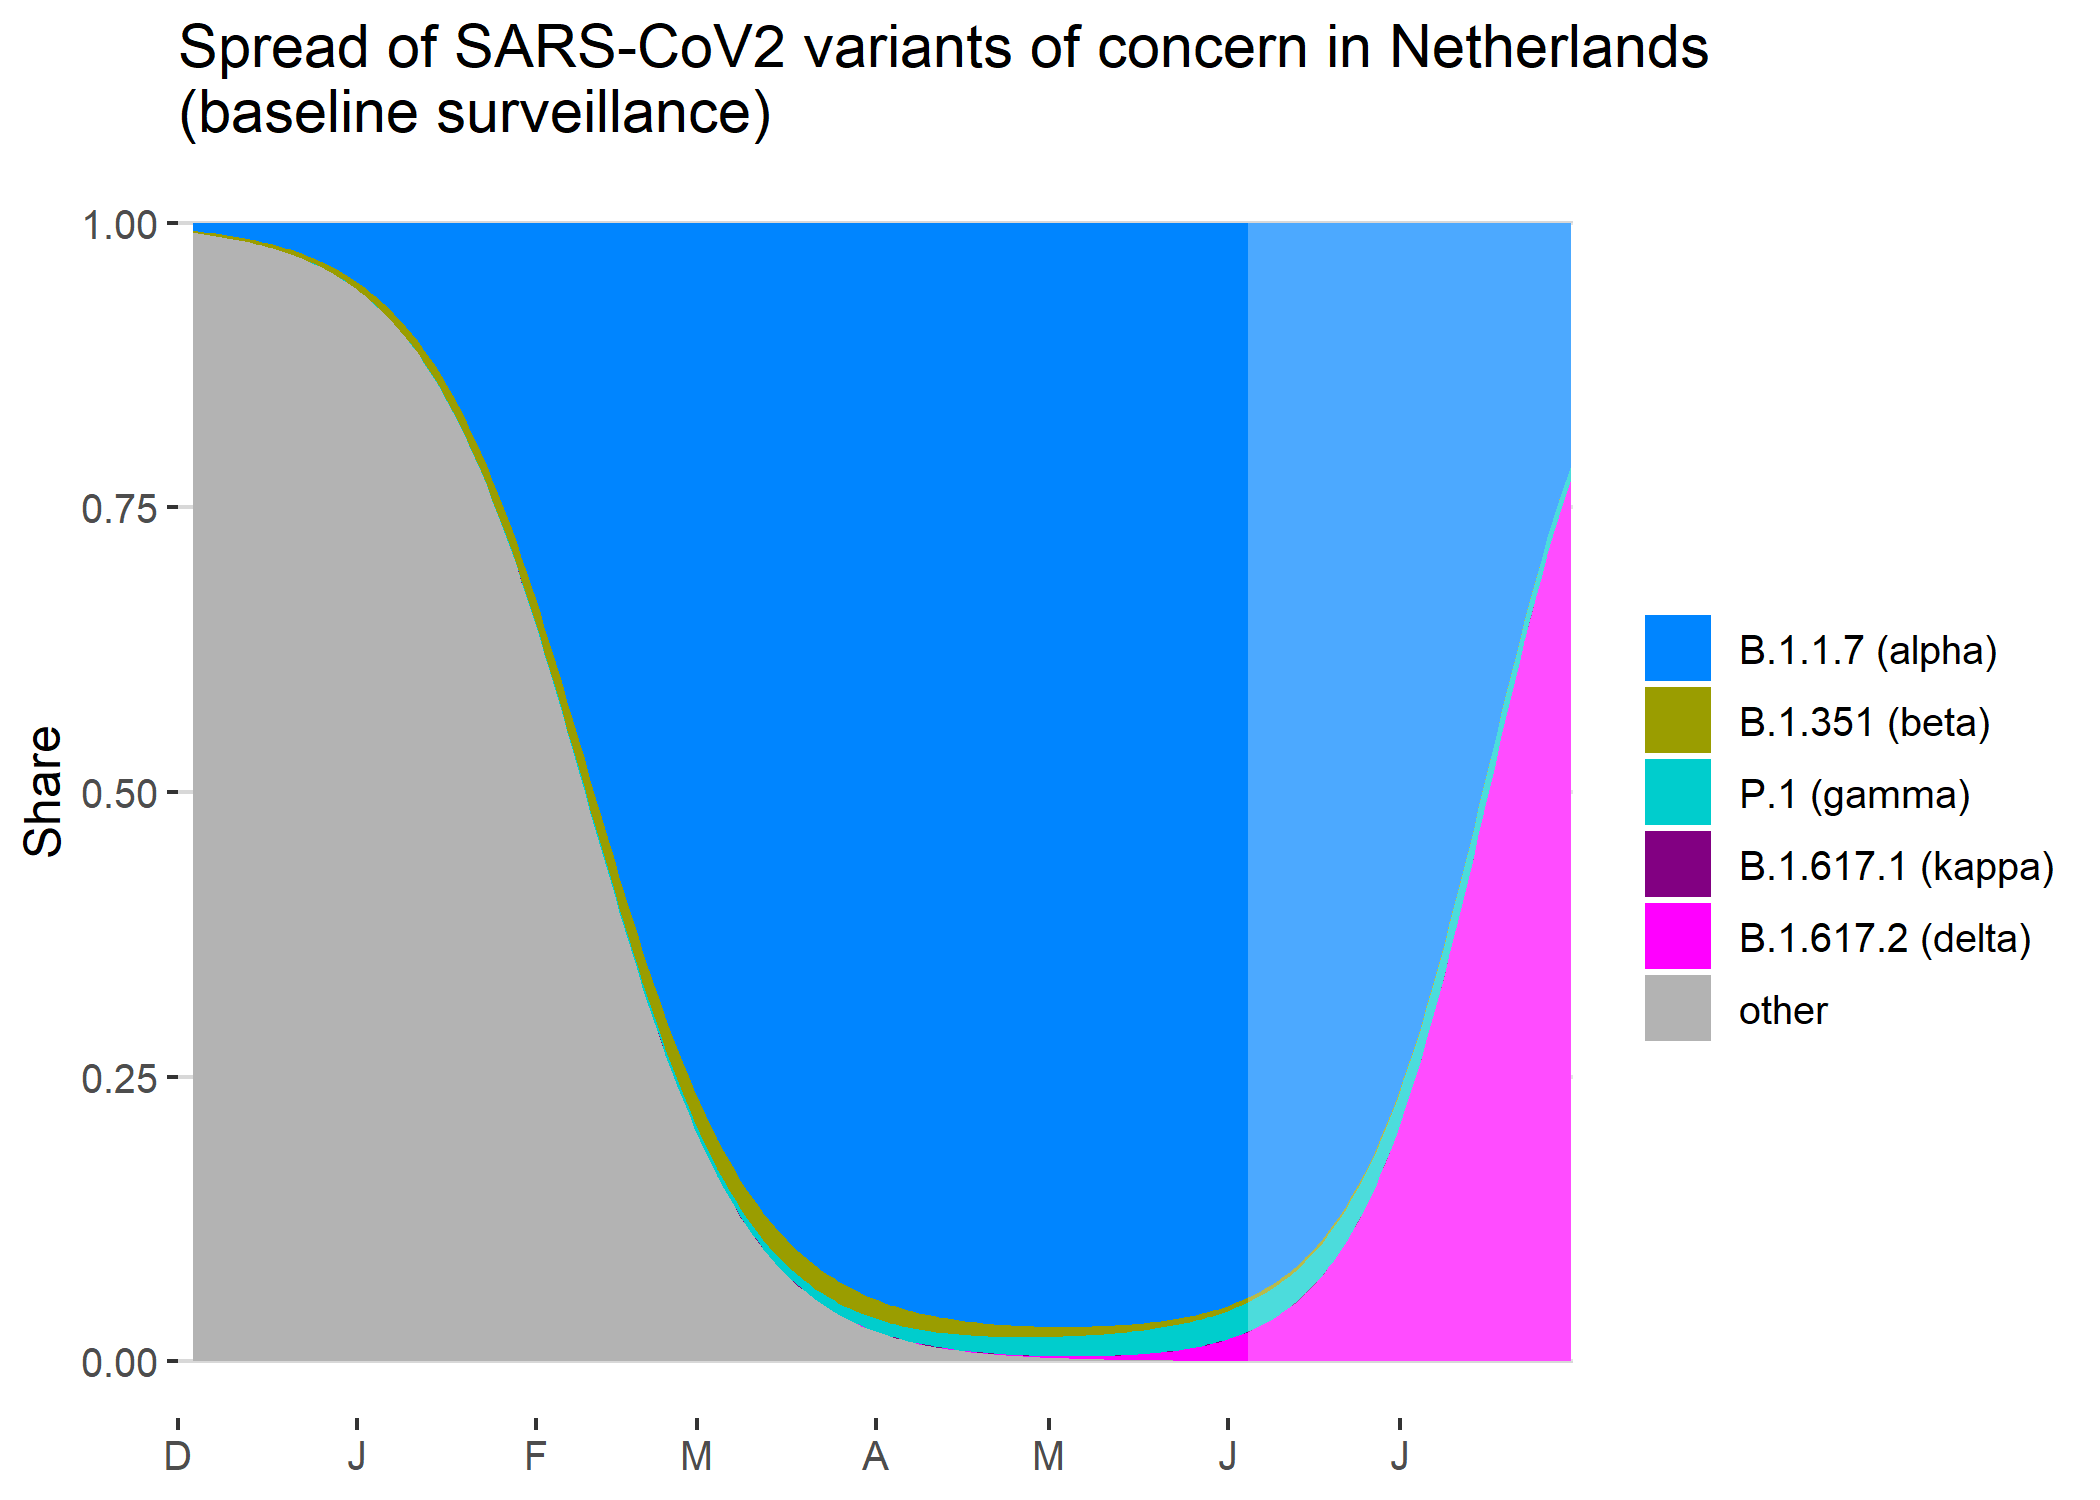 Spread of SARS-CoV2 variants of concern in Netherlands
(baseline surveillance)
Share
1.00
0.75
0.50
0.25
0.00
D J F M A M J J
B.1.1.7 (alpha)
B.1.351 (beta)
P.1 (gamma)
B.1.617.1 (kappa)
B.1.617.2 (delta)
other